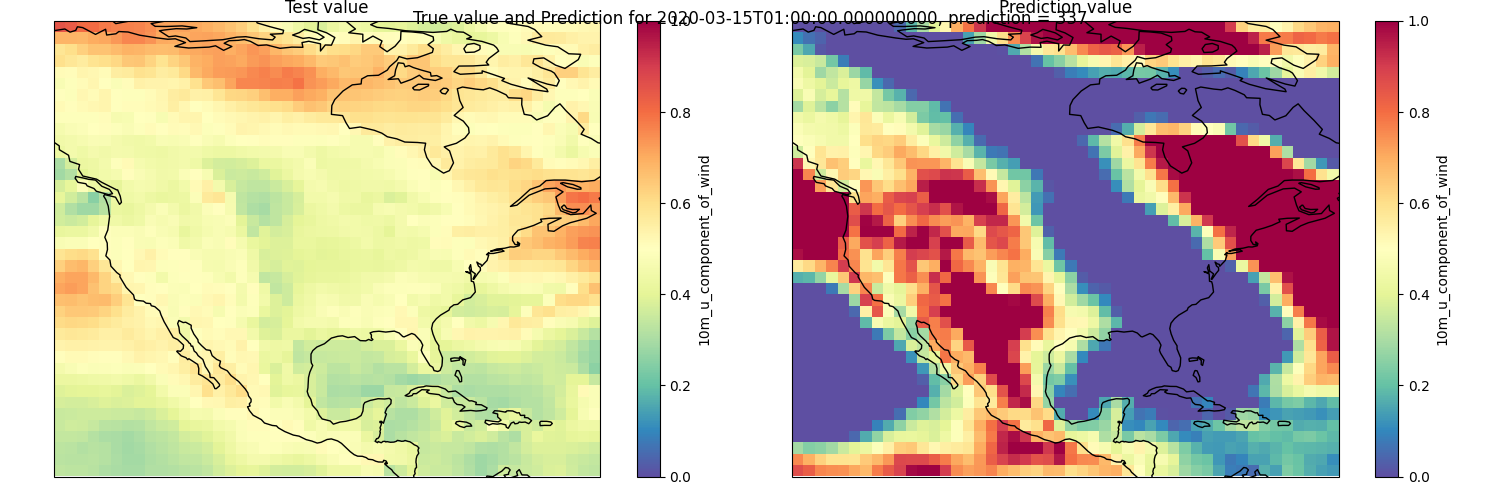 Test value
True value and Prediction for 2020-03-15T01:00:00.000000000, prediction = 337
Prediction value
1.0
0.8
0.6
0.4
0.2
0.0
10m_u_component_of_wind
1.0
0.8
0.6
0.4
0.2
0.0
10m_u_component_of_wind